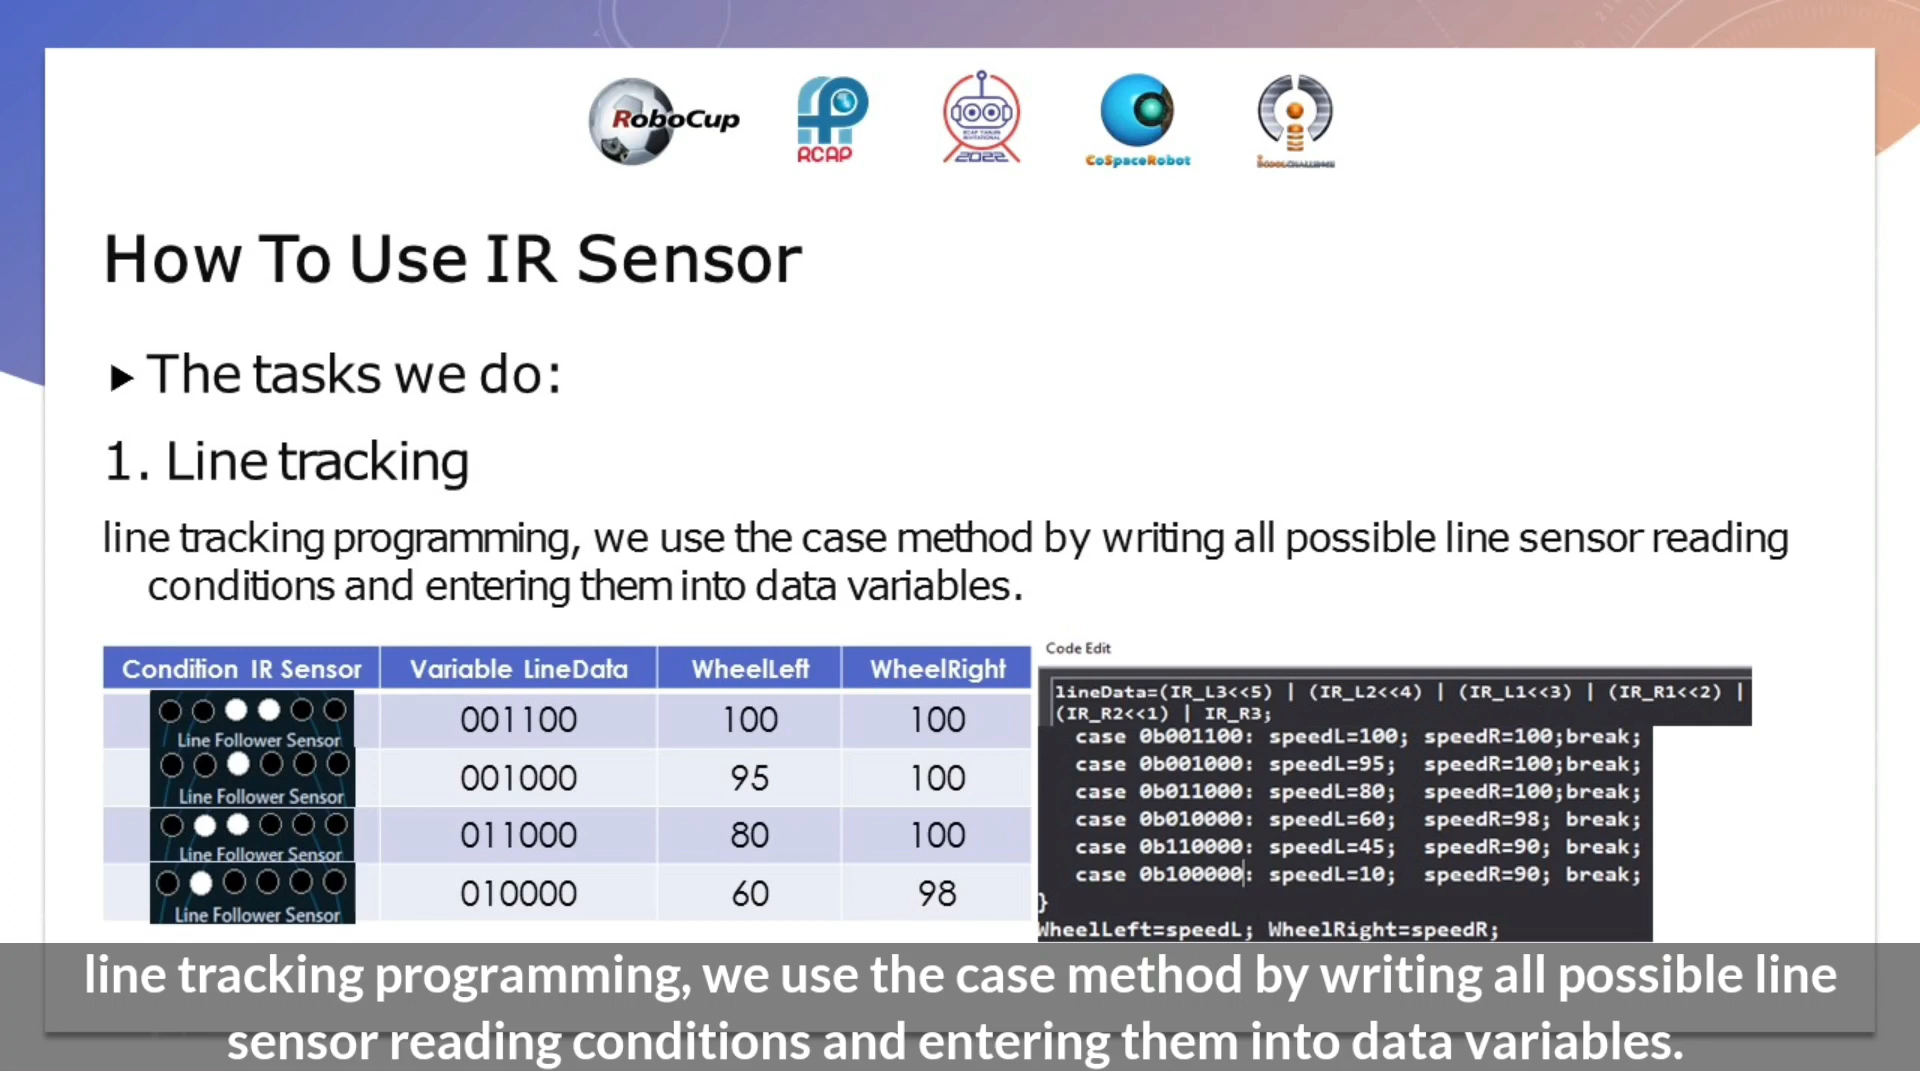 RoboCup
RCAP
RCAP TIANJIN
INVITATIONAL
2022
CoSpaceRobot
How To Use IR Sensor
The tasks we do:
1. Line tracking
line tracking programming, we use the case method by writing all possible line sensor reading
conditions and entering them into data variables.
Condition IR Sensor Variable LineData WheelLeft WheelRight
Line Follower Sensor 001100 100 100
Line Follower Sensor 001000 95 100
Line Follower Sensor 011000 80 100
Line Follower Sensor 010000 60 98
Code Edit
lineData=(IR_L3<<5) | (IR_L2<<4) | (IR_L1<<3) | (IR_R1<<2) |
(IR_R2<<1) | IR_R3;
case 0b001100: speedL=100; speedR=100;break;
case 0b001000: speedL=95; speedR=100;break;
case 0b011000: speedL=80; speedR=100;break;
case 0b010000: speedL=60; speedR=98; break;
case 0b110000: speedL=45; speedR=90; break;
case 0b100000: speedL=10; speedR=90; break;
}
WheelLeft=speedL; WheelRight=speedR;
line tracking programming, we use the case method by writing all possible line
sensor reading conditions and entering them into data variables.